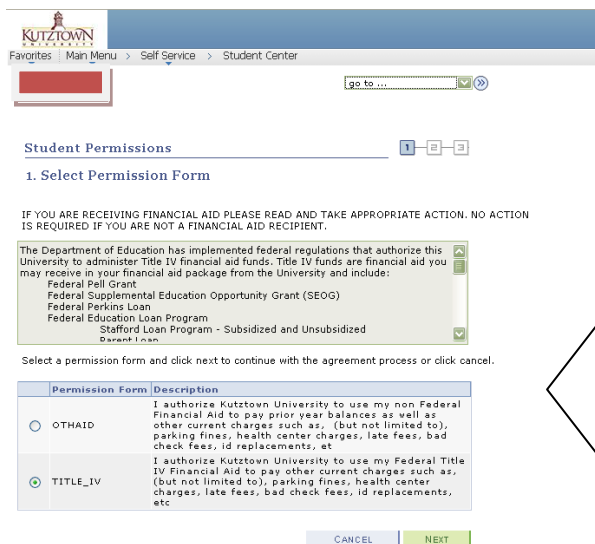 KUTZTOWN
UNIVERSITY
Favorites Main Menu > Self Service > Student Center
go to ...
Student Permissions
1 2 3
1. Select Permission Form
IF YOU ARE RECEIVING FINANCIAL AID PLEASE READ AND TAKE APPROPRIATE ACTION. NO ACTION
IS REQUIRED IF YOU ARE NOT A FINANCIAL AID RECIPIENT.
The Department of Education has implemented federal regulations that authorize this
University to administer Title IV financial aid funds. Title IV funds are financial aid you
may receive in your financial aid package from the University and include:
Federal Pell Grant
Federal Supplemental Education Opportunity Grant (SEOG)
Federal Perkins Loan
Federal Education Loan Program
Stafford Loan Program - Subsidized and Unsubsidized
Parent Loan
Select a permission form and click next to continue with the agreement process or click cancel.
Permission Form Description
I authorize Kutztown University to use my non Federal
Financial Aid to pay prior year balances as well as
OTHAID other current charges such as, (but not limited to),
parking fines, health center charges, late fees, bad
check fees, id replacements, et
I authorize Kutztown University to use my Federal Title
IV Financial Aid to pay other current charges such as,
TITLE_IV (but not limited to), parking fines, health center
charges, late fees, bad check fees, id replacements,
etc
CANCEL NEXT